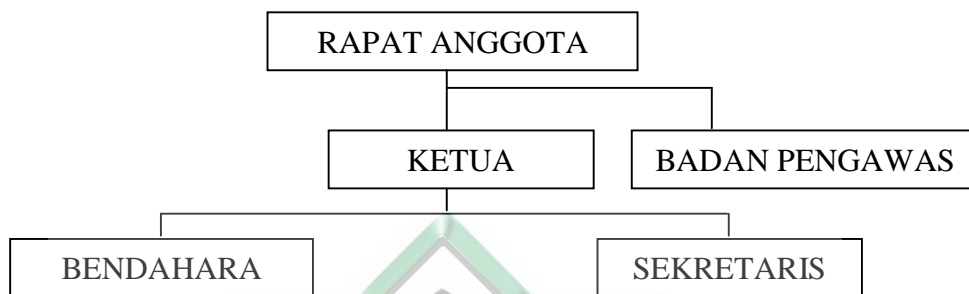 RAPAT ANGGOTA
KETUA
BADAN PENGAWAS
BENDAHARA
SEKRETARIS